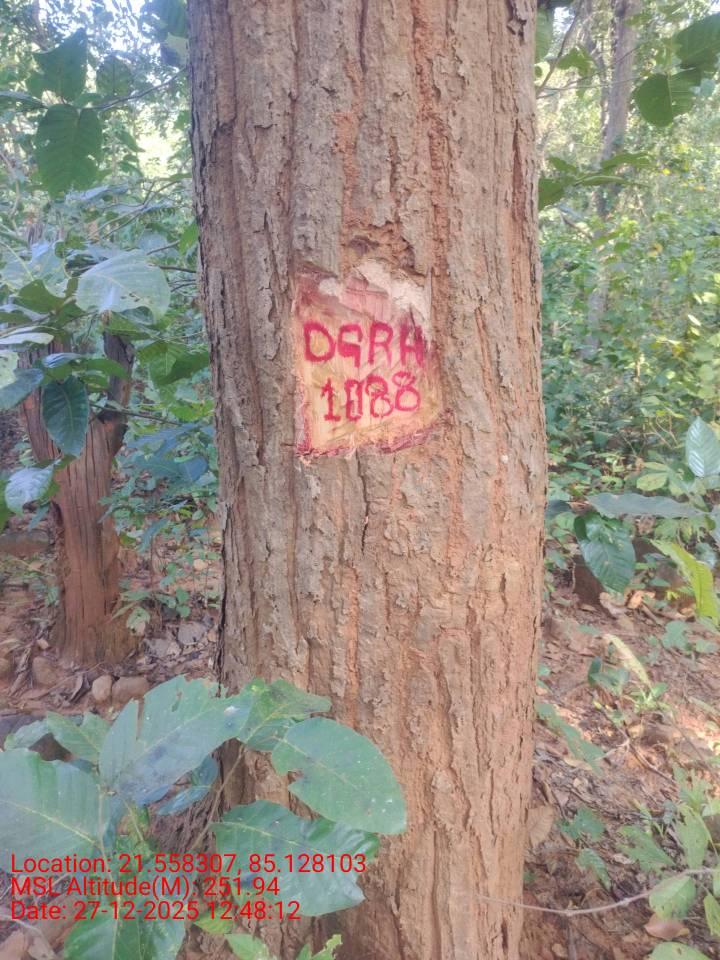 DGRH
1088
Location: 21.558307, 85.128103
MSL Altitude(M): 251.94
Date: 27-12-2025 12:48:12